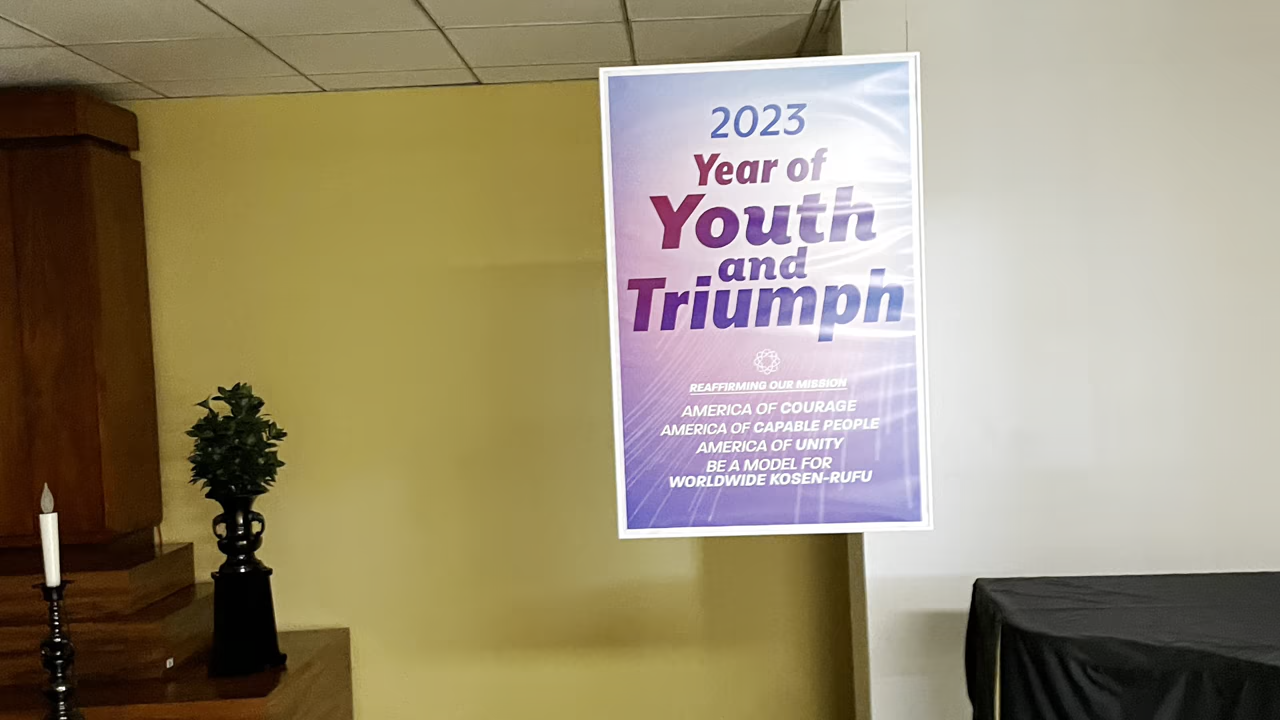 2023
Year of
Youth
and
Triumph
REAFFIRMING OUR MISSION
AMERICA OF COURAGE
AMERICA OF CAPABLE PEOPLE
AMERICA OF UNITY
BE A MODEL FOR
WORLDWIDE KOSEN-RUFU